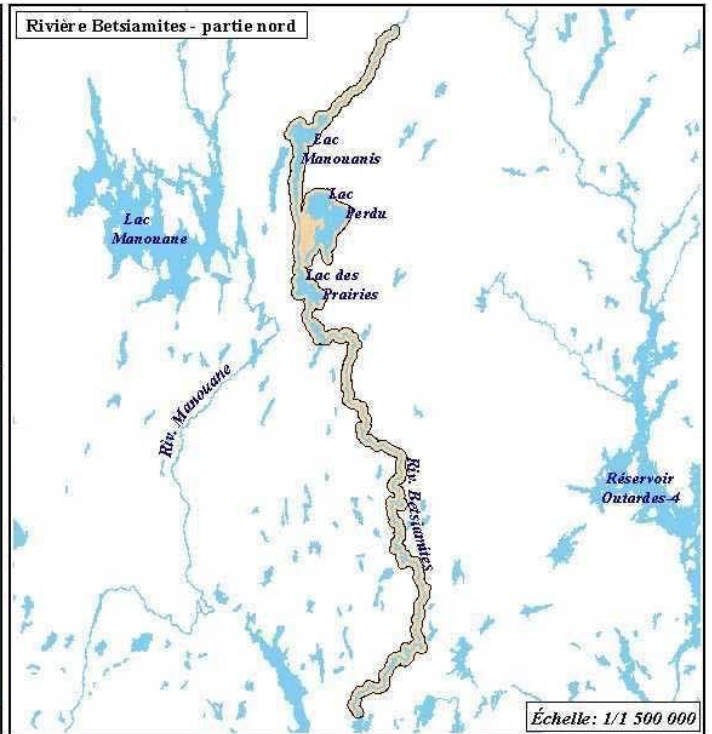 Rivière Betsiamites - partie nord
Lac
Manouanis
Lac
Perdu
Lac
Manouane
Lac des
Prairies
Riv. Manouane
Riv. Betsiamites
Réservoir
Outardes-4
Échelle: 1/1 500 000